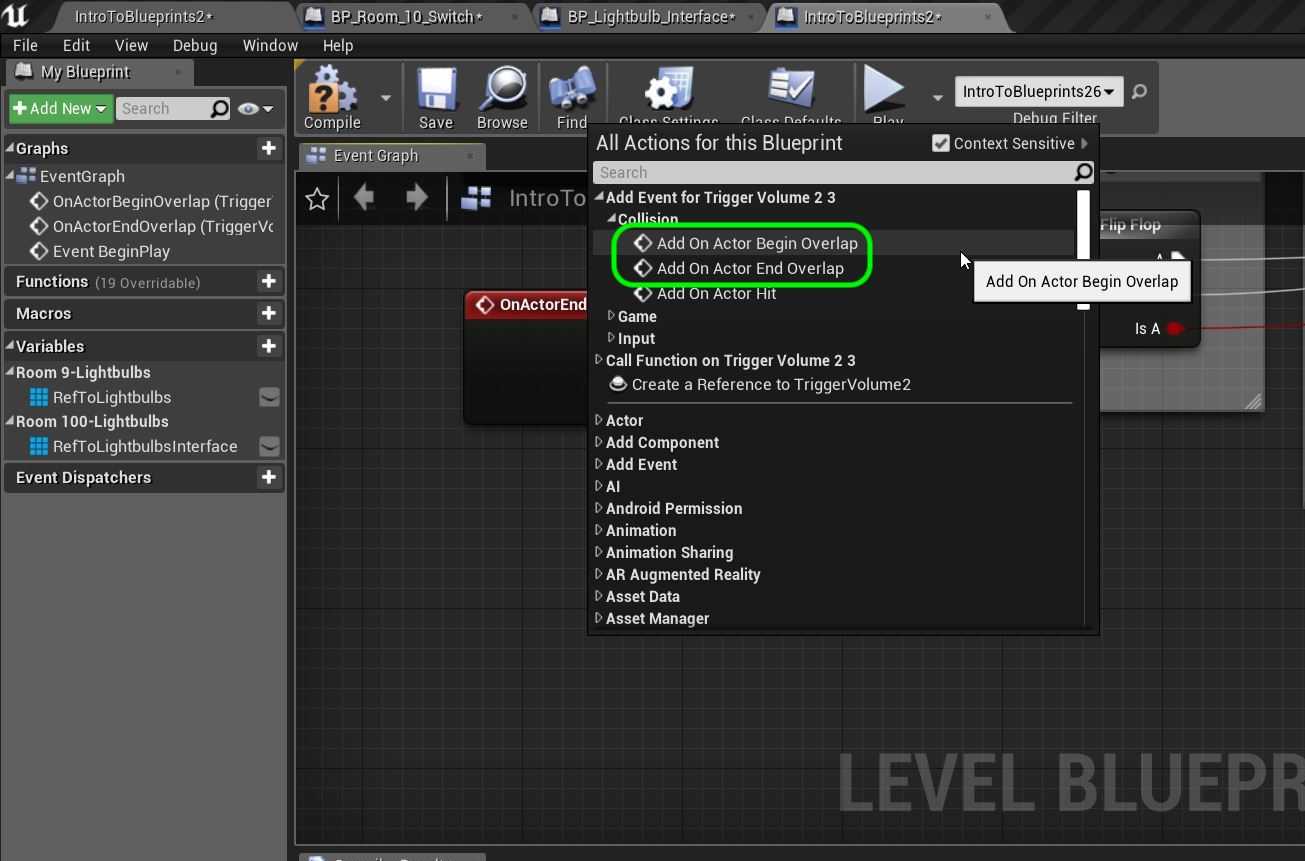 IntroToBlueprints2*
BP_Room_10_Switch*
BP_Lightbulb_Interface*
IntroToBlueprints2*
File Edit View Debug Window Help
My Blueprint
Add New
Search
Compile
Save
Browse
Find
Class Settings
Class Defaults
Play
IntroToBlueprints26
Debug Filter
Graphs
EventGraph
OnActorBeginOverlap (Trigger
OnActorEndOverlap (TriggerVo
Event BeginPlay
Functions (19 Overridable)
Macros
Variables
Room 9-Lightbulbs
RefToLightbulbs
Room 100-Lightbulbs
RefToLightbulbsInterface
Event Dispatchers
Event Graph
IntroTo
OnActorEnd
All Actions for this Blueprint
Context Sensitive
Search
Add Event for Trigger Volume 2 3
Collision
Add On Actor Begin Overlap
Add On Actor End Overlap
Add On Actor Hit
Game
Input
Call Function on Trigger Volume 2 3
Create a Reference to TriggerVolume2
Actor
Add Component
Add Event
AI
Android Permission
Animation
Animation Sharing
AR Augmented Reality
Asset Data
Asset Manager
Flip Flop
A
Add On Actor Begin Overlap
Is A
LEVEL BLUEPR